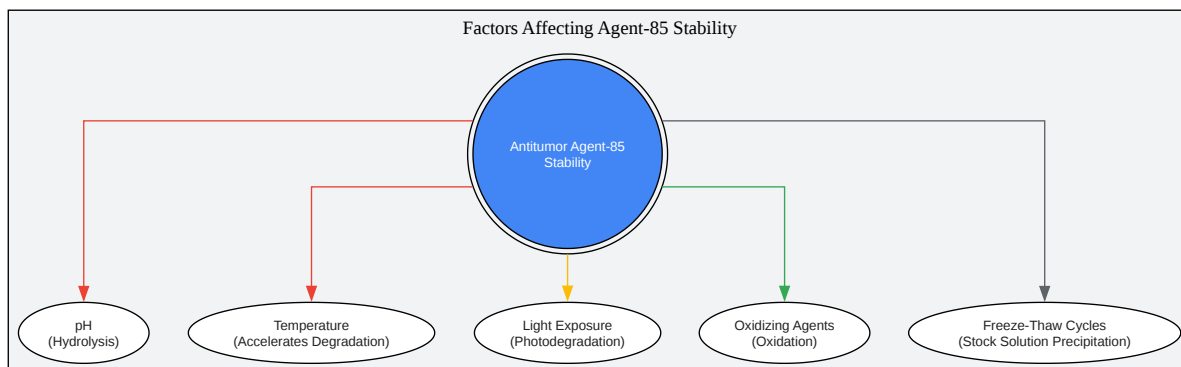 Factors Affecting Agent-85 Stability
Antitumor Agent-85
Stability
pH
(Hydrolysis)
Temperature
(Accelerates Degradation)
Light Exposure
(Photodegradation)
Oxidizing Agents
(Oxidation)
Freeze-Thaw Cycles
(Stock Solution Precipitation)